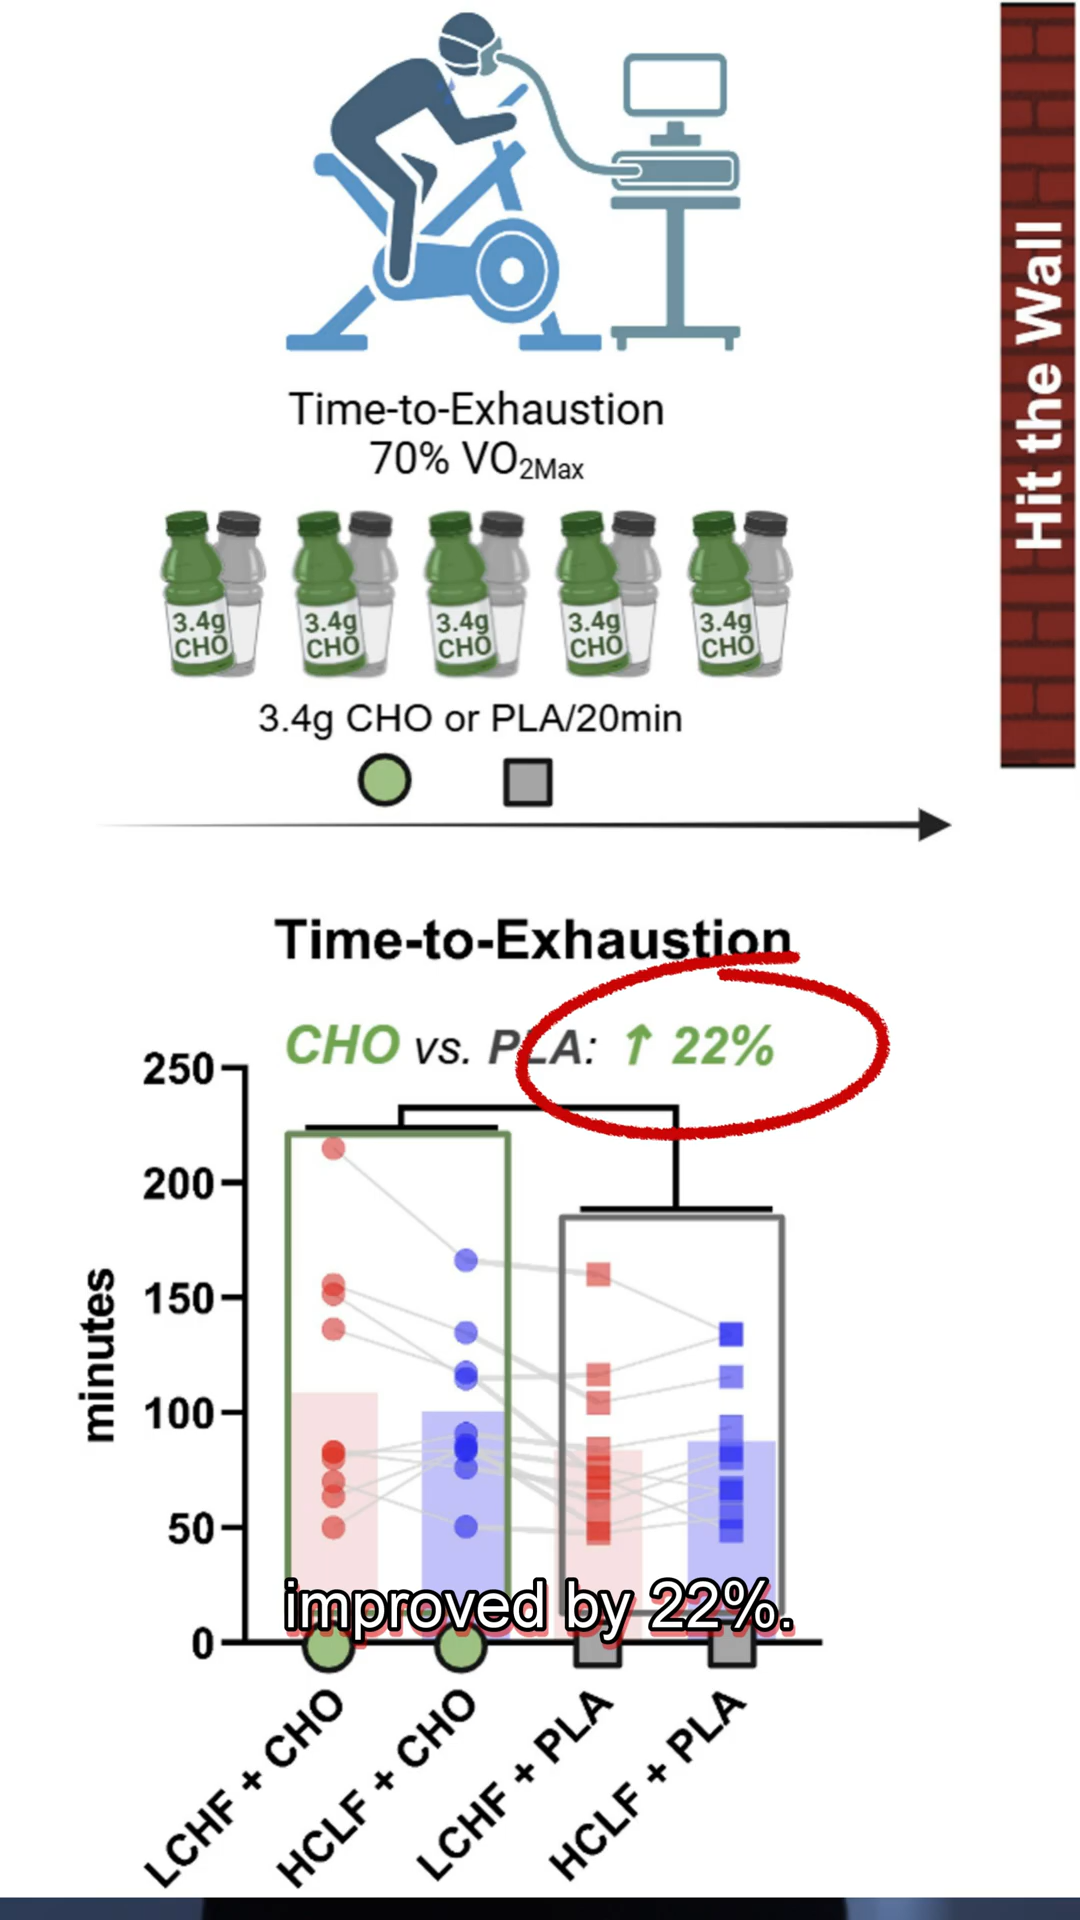 Hit the Wall
Time-to-Exhaustion
70% VO2Max
3.4g CHO
3.4g CHO
3.4g CHO
3.4g CHO
3.4g CHO
3.4g CHO or PLA/20min
Time-to-Exhaustion
CHO vs. PLA: ↑ 22%
minutes
250
200
150
100
50
0
improved by 22%.
LCHF + CHO
HCLF + CHO
LCHF + PLA
HCLF + PLA